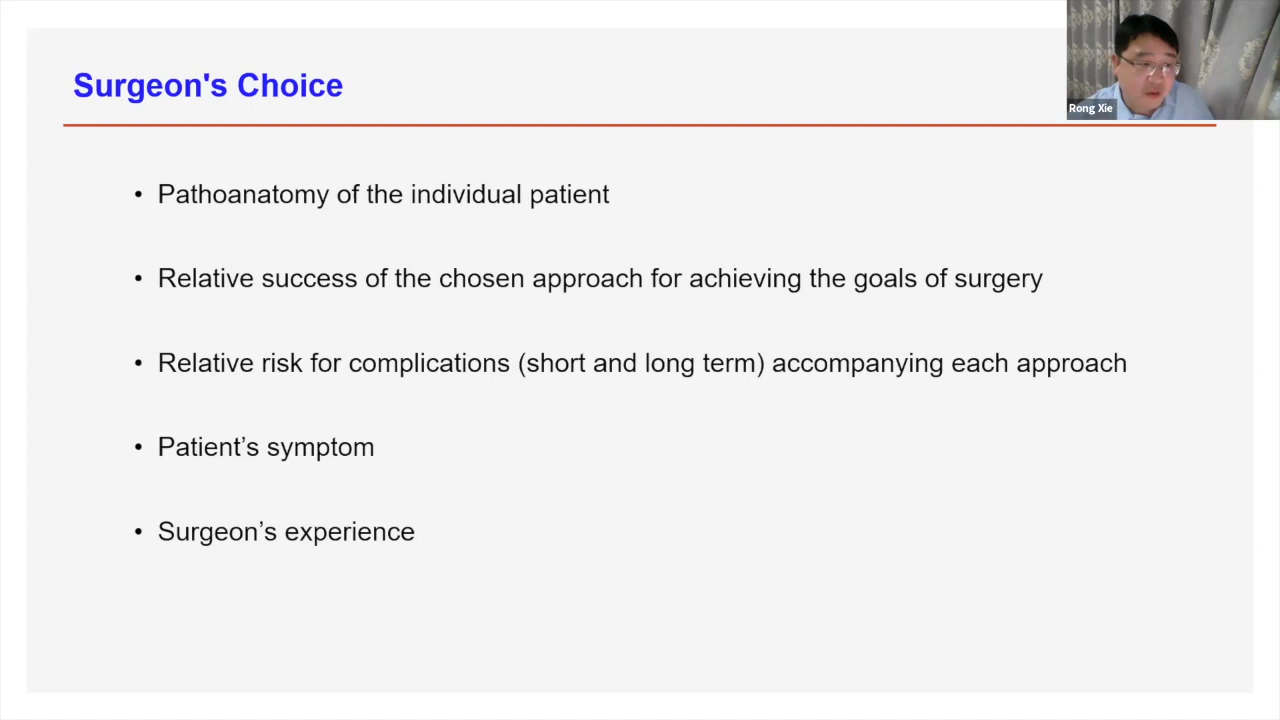 Surgeon's Choice
Rong Xie
• Pathoanatomy of the individual patient
• Relative success of the chosen approach for achieving the goals of surgery
• Relative risk for complications (short and long term) accompanying each approach
• Patient’s symptom
• Surgeon’s experience